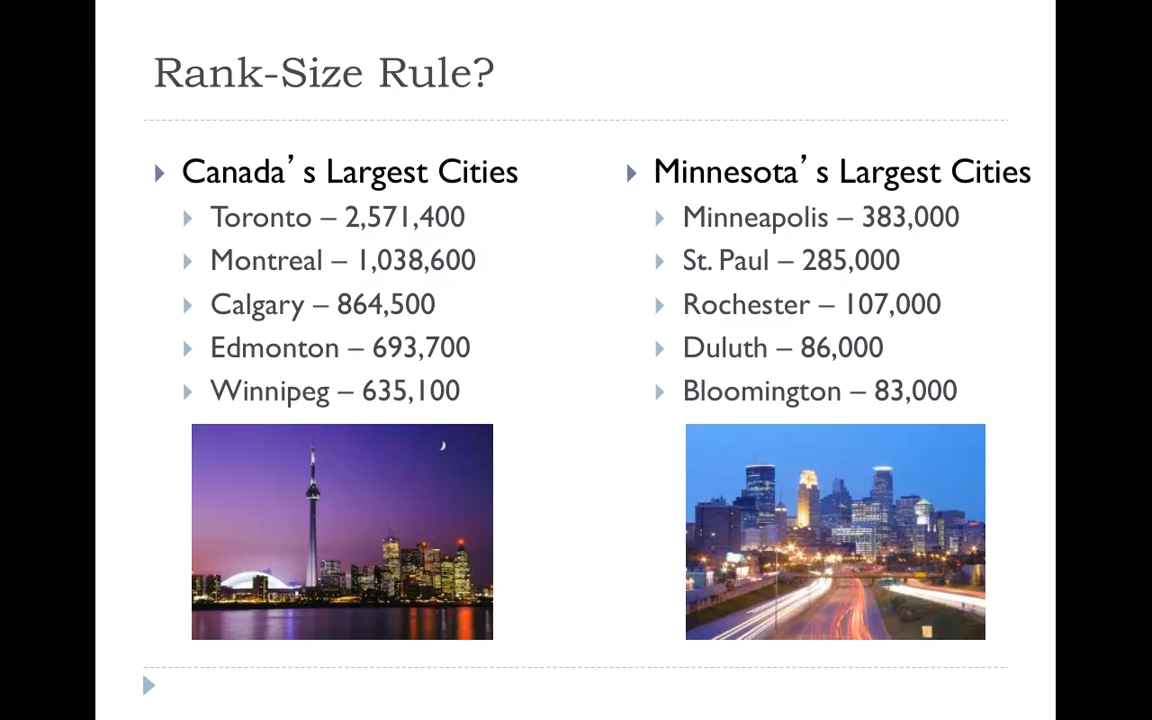 Rank-Size Rule?
Canada’s Largest Cities
Toronto – 2,571,400
Montreal – 1,038,600
Calgary – 864,500
Edmonton – 693,700
Winnipeg – 635,100
Minnesota’s Largest Cities
Minneapolis – 383,000
St. Paul – 285,000
Rochester – 107,000
Duluth – 86,000
Bloomington – 83,000